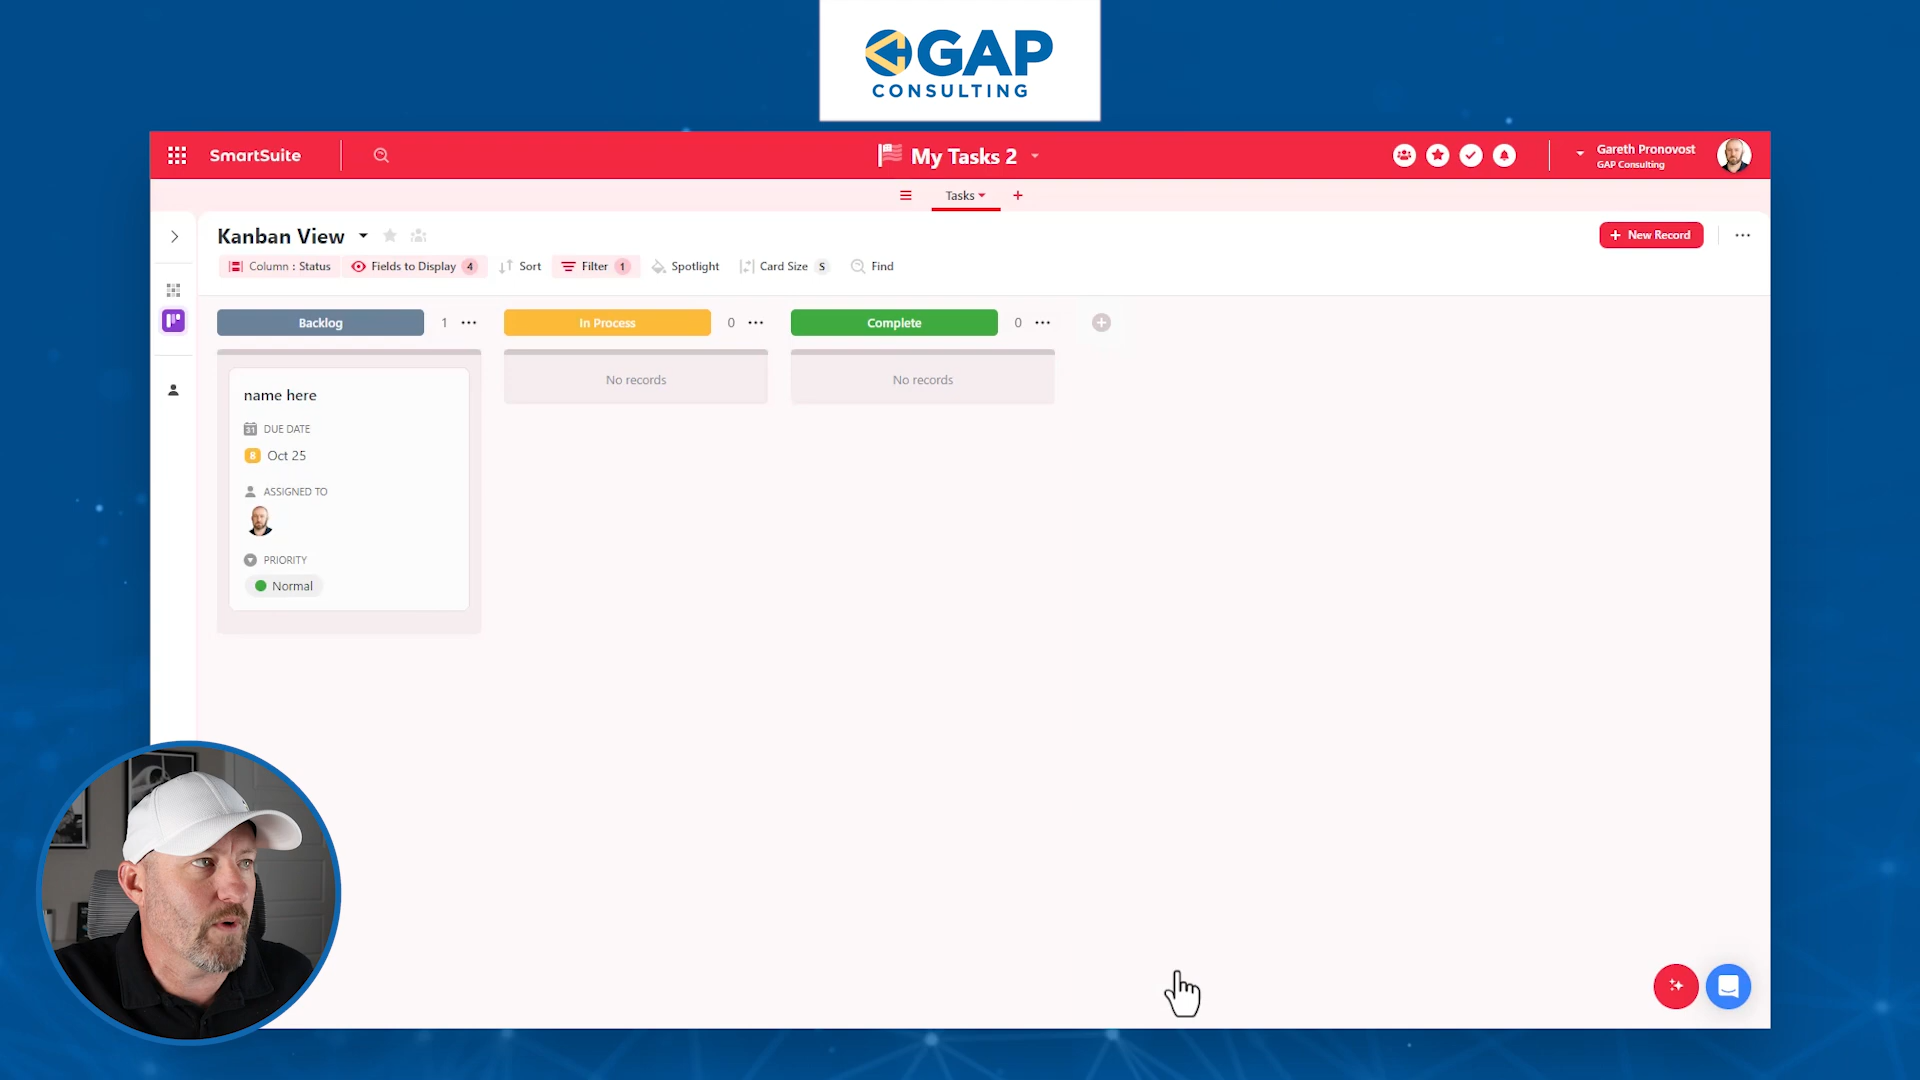 GAP
CONSULTING
SmartSuite
My Tasks 2
Gareth Pronovost
GAP Consulting
Tasks
Kanban View
New Record
Column : Status
Fields to Display 4
Sort
Filter 1
Spotlight
Card Size S
Find
Backlog 1
In Process 0
Complete 0
name here
No records
No records
31 DUE DATE
8 Oct 25
ASSIGNED TO
PRIORITY
Normal